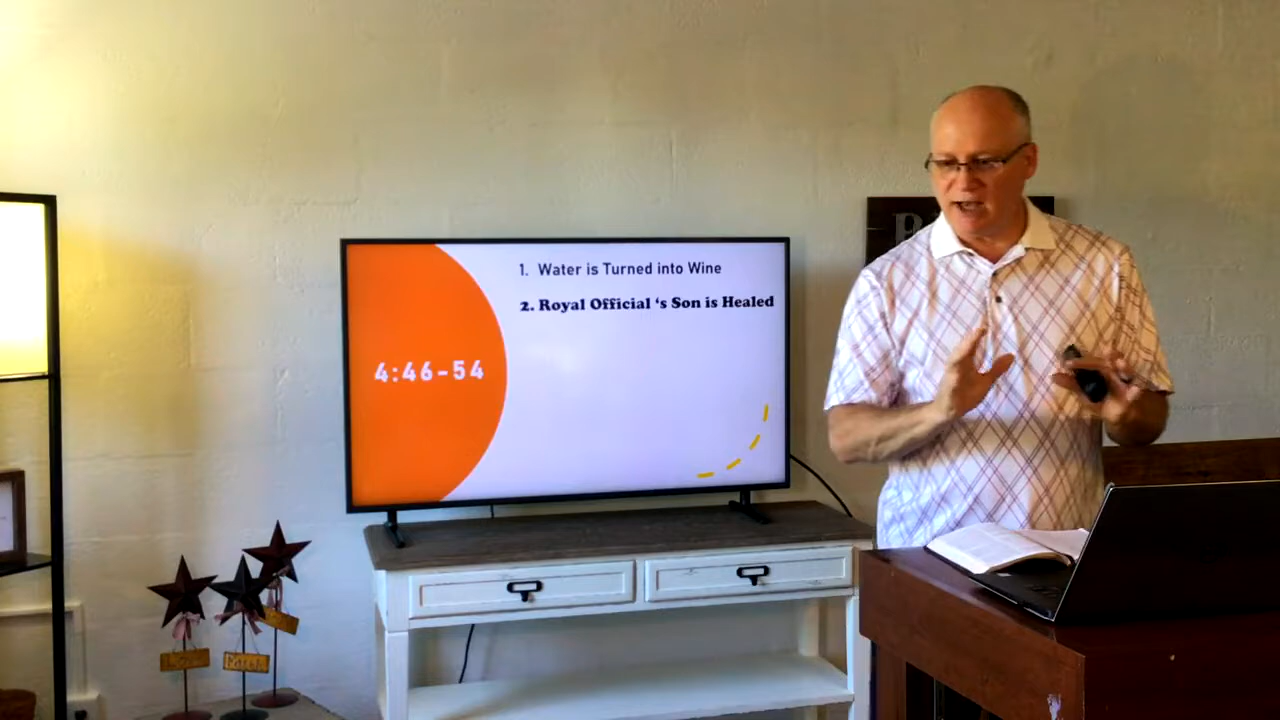 1. Water is Turned into Wine
2. Royal Official ‘s Son is Healed
4:46-54